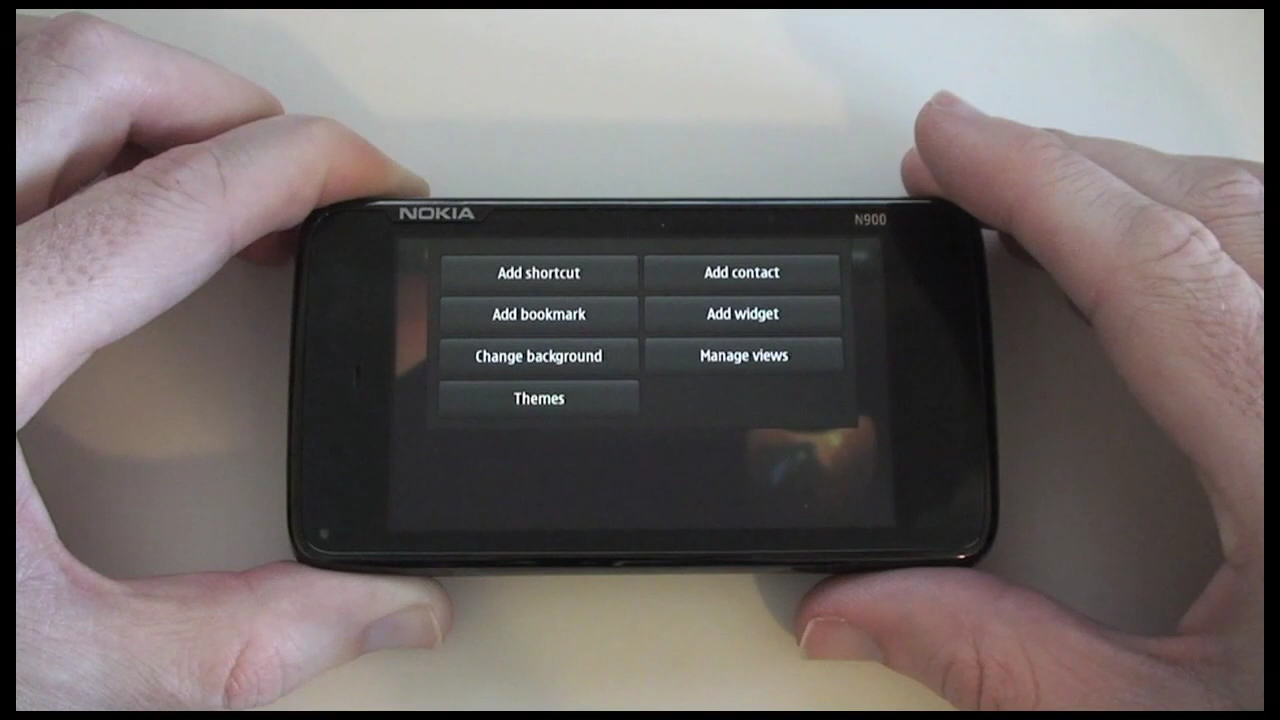 NOKIA
N900
Add shortcut
Add contact
Add bookmark
Add widget
Change background
Manage views
Themes